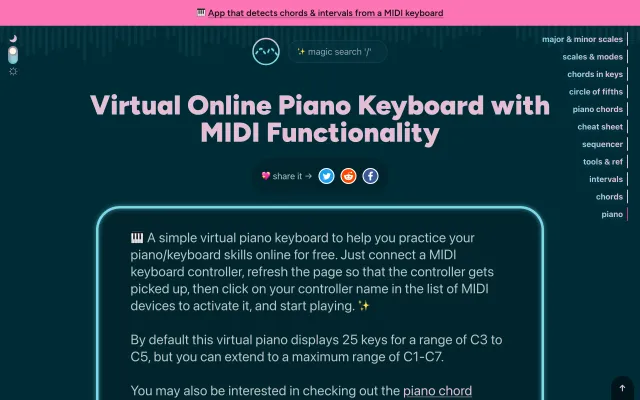 🎹 App that detects chords & intervals from a MIDI keyboard
✨ magic search '/'
major & minor scales
scales & modes
chords in keys
circle of fifths
piano chords
cheat sheet
sequencer
tools & ref
intervals
chords
piano
Virtual Online Piano Keyboard with
MIDI Functionality
💖 share it →
🎹 A simple virtual piano keyboard to help you practice your
piano/keyboard skills online for free. Just connect a MIDI
keyboard controller, refresh the page so that the controller gets
picked up, then click on your controller name in the list of MIDI
devices to activate it, and start playing. ✨
By default this virtual piano displays 25 keys for a range of C3 to
C5, but you can extend to a maximum range of C1-C7.
You may also be interested in checking out the piano chord